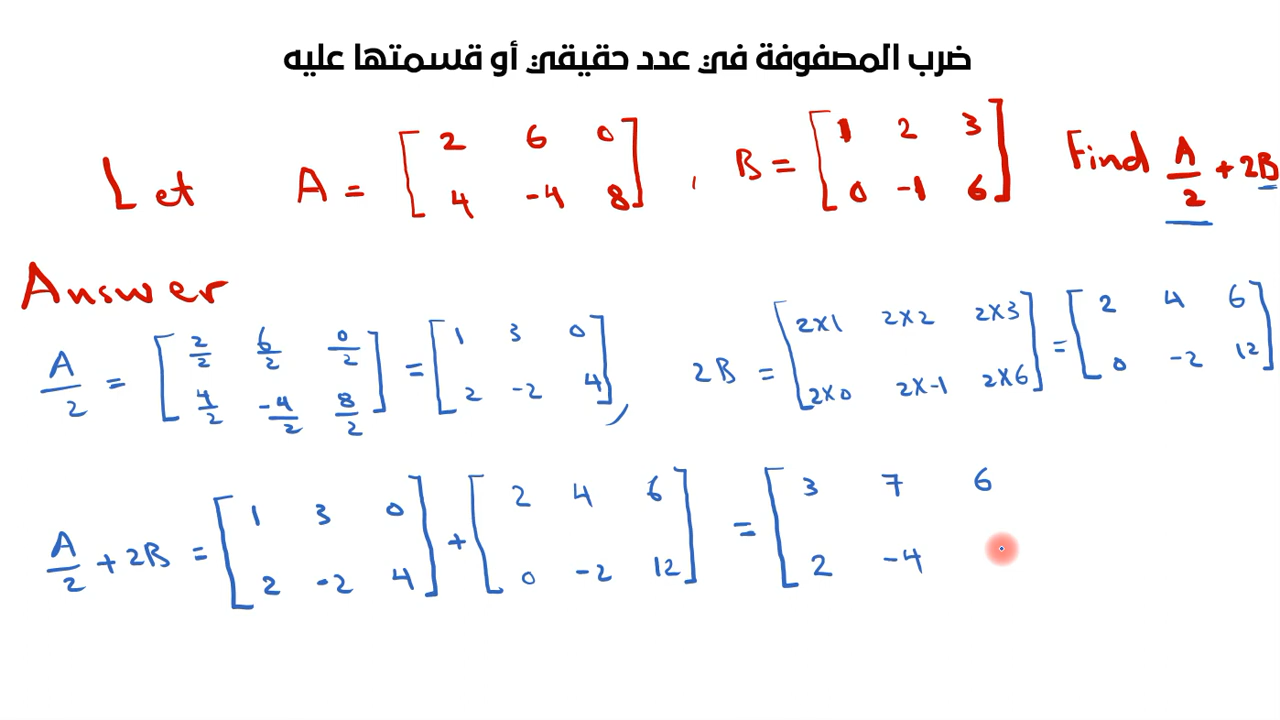 ضرب المصفوفة في عدد حقيقي أو قسمتها عليه
Let A = [ 2 6 0 ; 4 -4 8 ] , B = [ 1 2 3 ; 0 -1 6 ] Find A/2 + 2B
Answer
A/2 = [ 2/2 6/2 0/2 ; 4/2 -4/2 8/2 ] = [ 1 3 0 ; 2 -2 4 ] , 2B = [ 2x1 2x2 2x3 ; 2x0 2x-1 2x6 ] = [ 2 4 6 ; 0 -2 12 ]
A/2 + 2B = [ 1 3 0 ; 2 -2 4 ] + [ 2 4 6 ; 0 -2 12 ] = [ 3 7 6 ; 2 -4